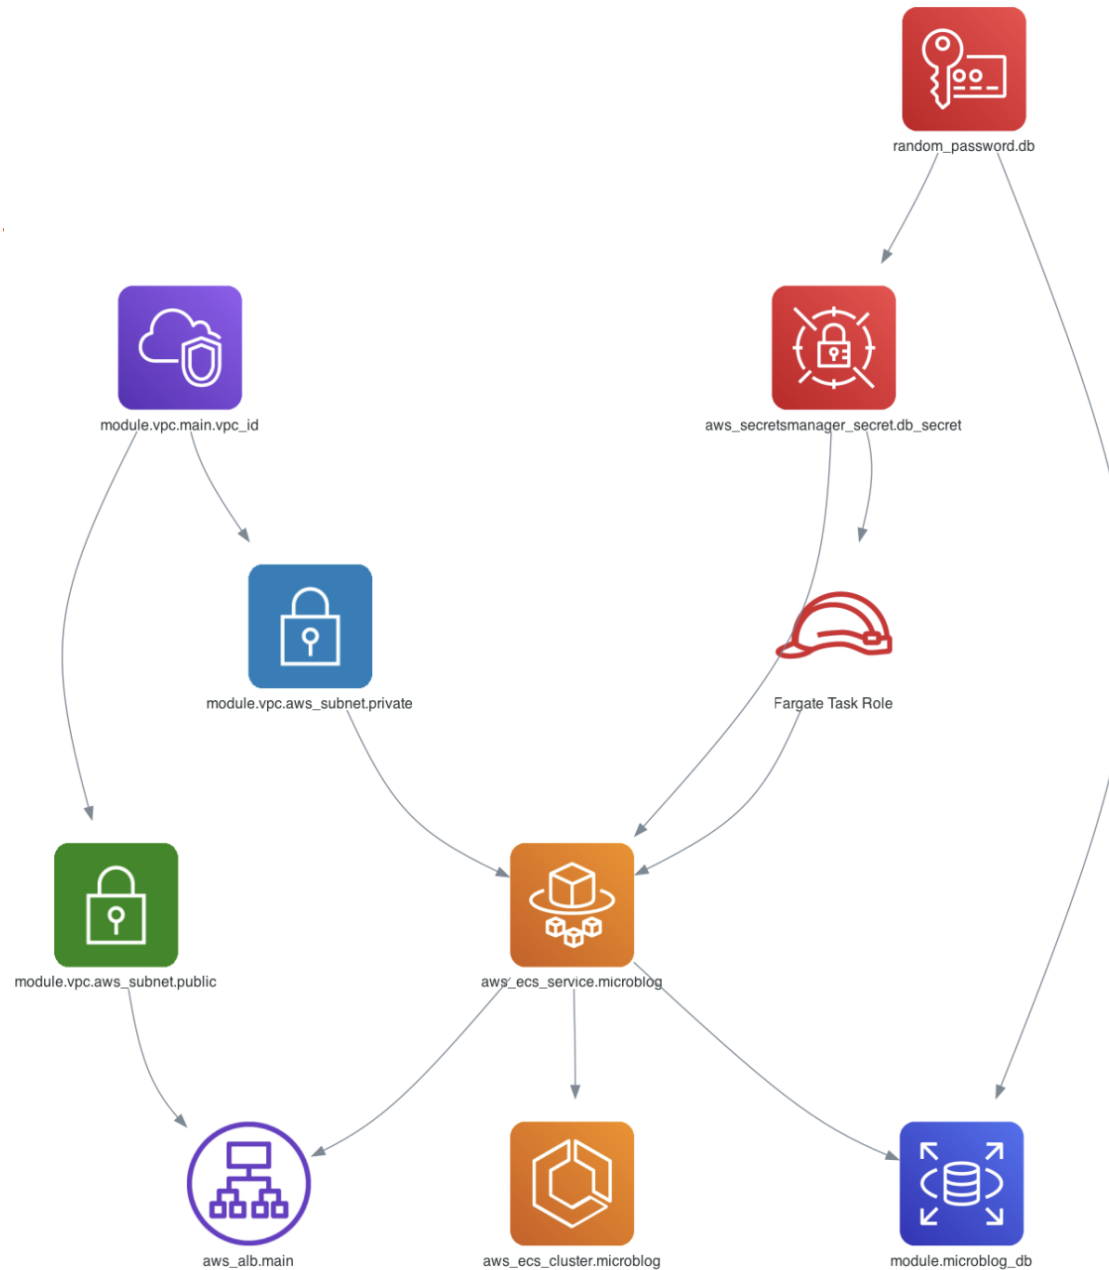 random_password.db
module.vpc.main.vpc_id
aws_secretsmanager_secret.db_secret
module.vpc.aws_subnet.private
Fargate Task Role
module.vpc.aws_subnet.public
aws_ecs_service.microblog
aws_alb.main
aws_ecs_cluster.microblog
module.microblog_db